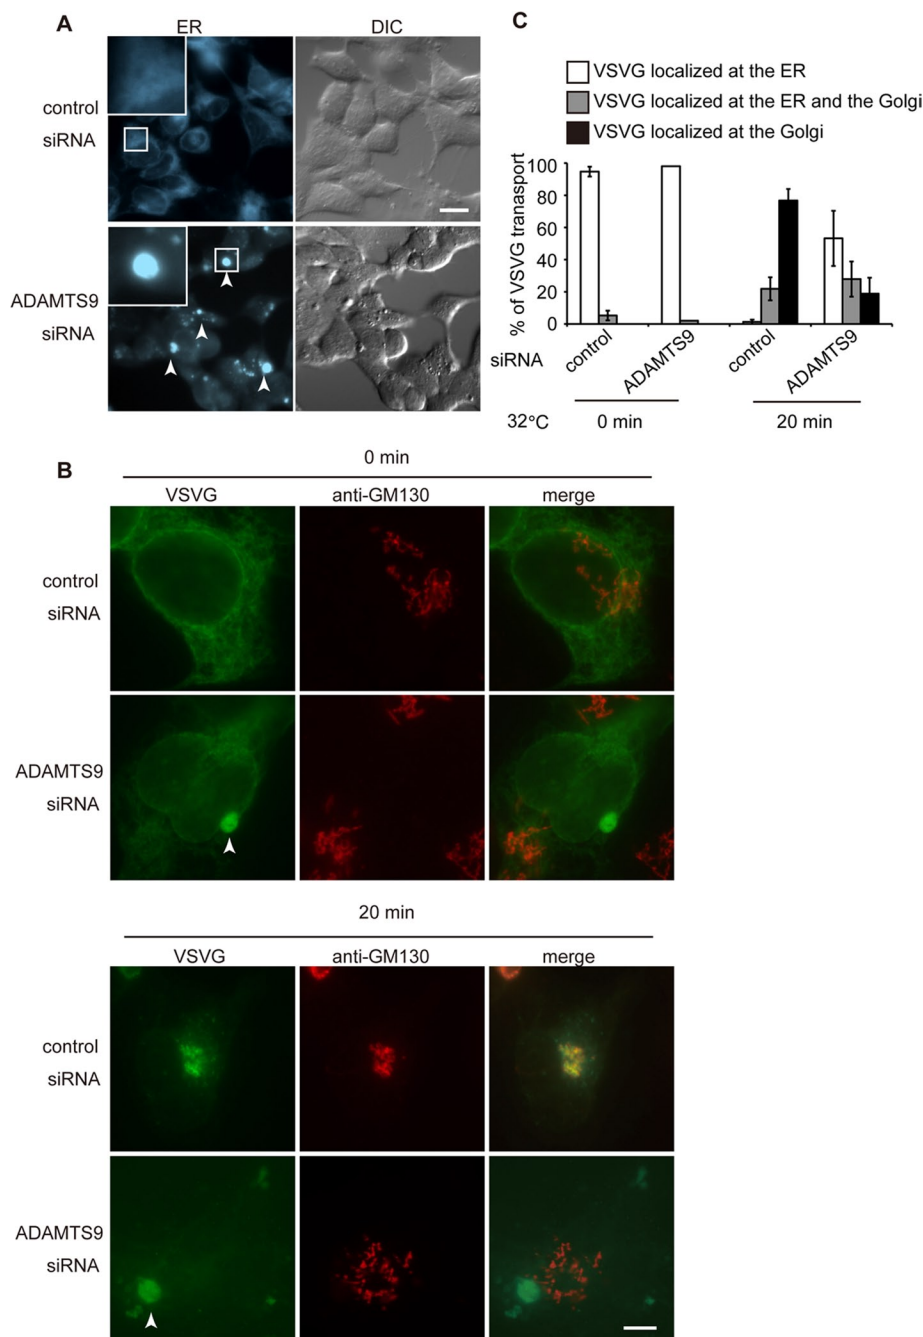 A
ER
DIC
control
siRNA
ADAMTS9
siRNA
C
VSVG localized at the ER
VSVG localized at the ER and the Golgi
VSVG localized at the Golgi
% of VSVG transport
100
80
60
40
20
0
siRNA
control
ADAMTS9
control
ADAMTS9
32°C
0 min
20 min
B
0 min
VSVG
anti-GM130
merge
control
siRNA
ADAMTS9
siRNA
20 min
VSVG
anti-GM130
merge
control
siRNA
ADAMTS9
siRNA